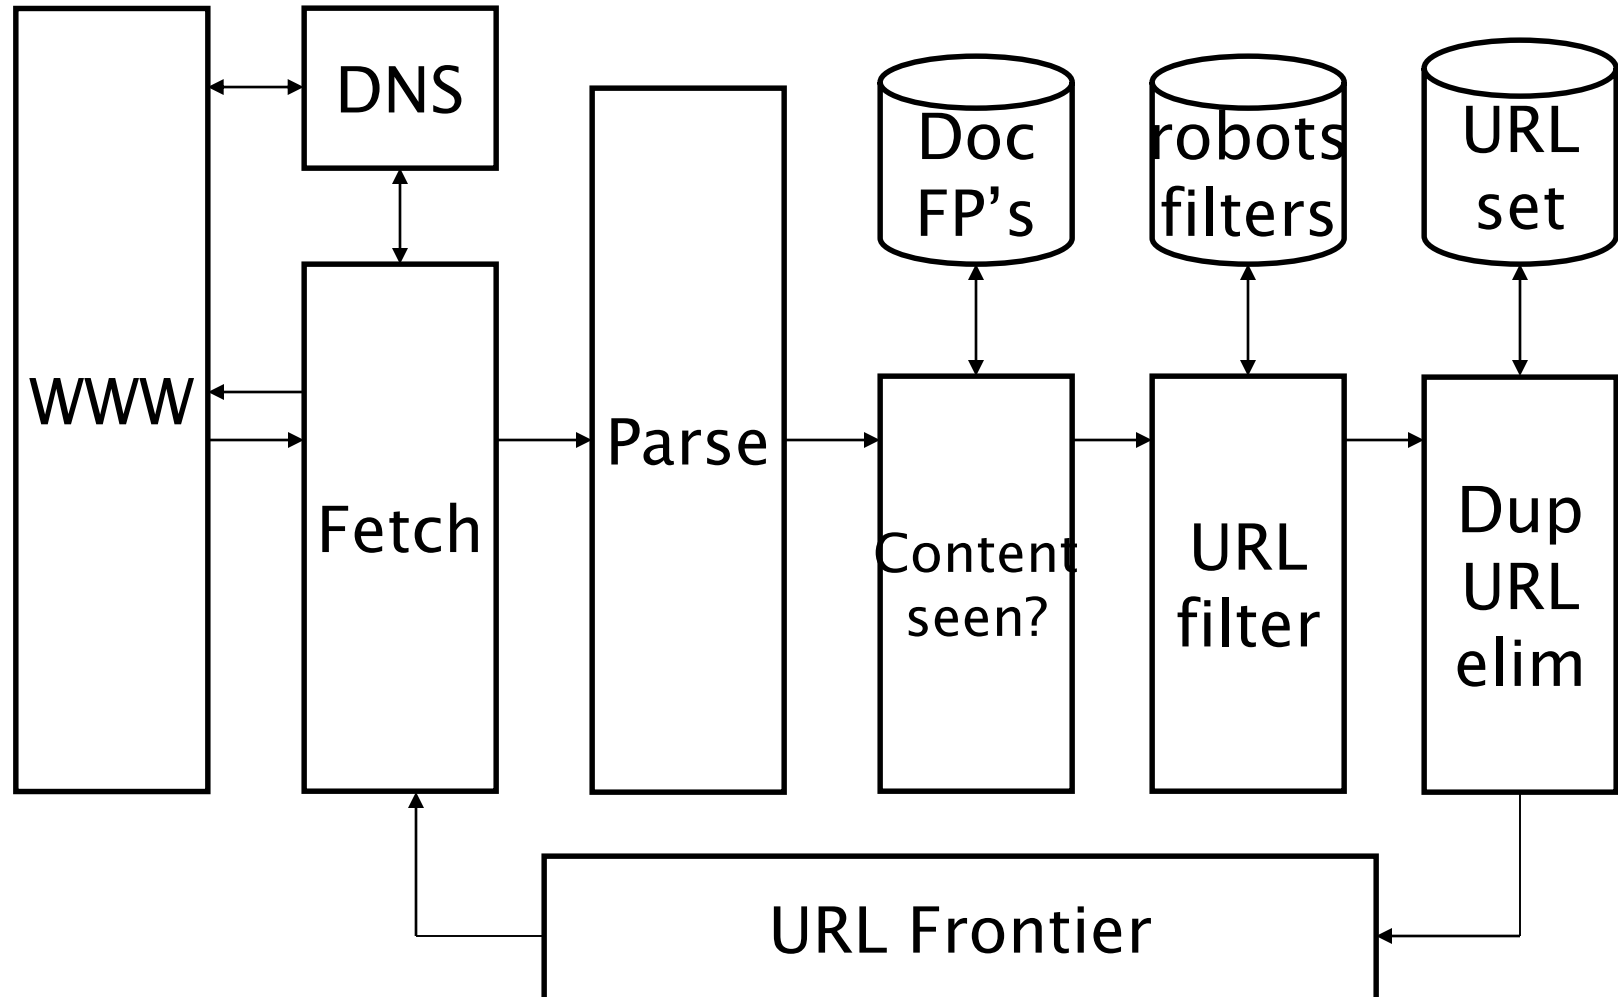 DNS
Doc
FP’s
robots
filters
URL
set
WWW
Fetch
Parse
Content
seen?
URL
filter
Dup
URL
elim
URL Frontier